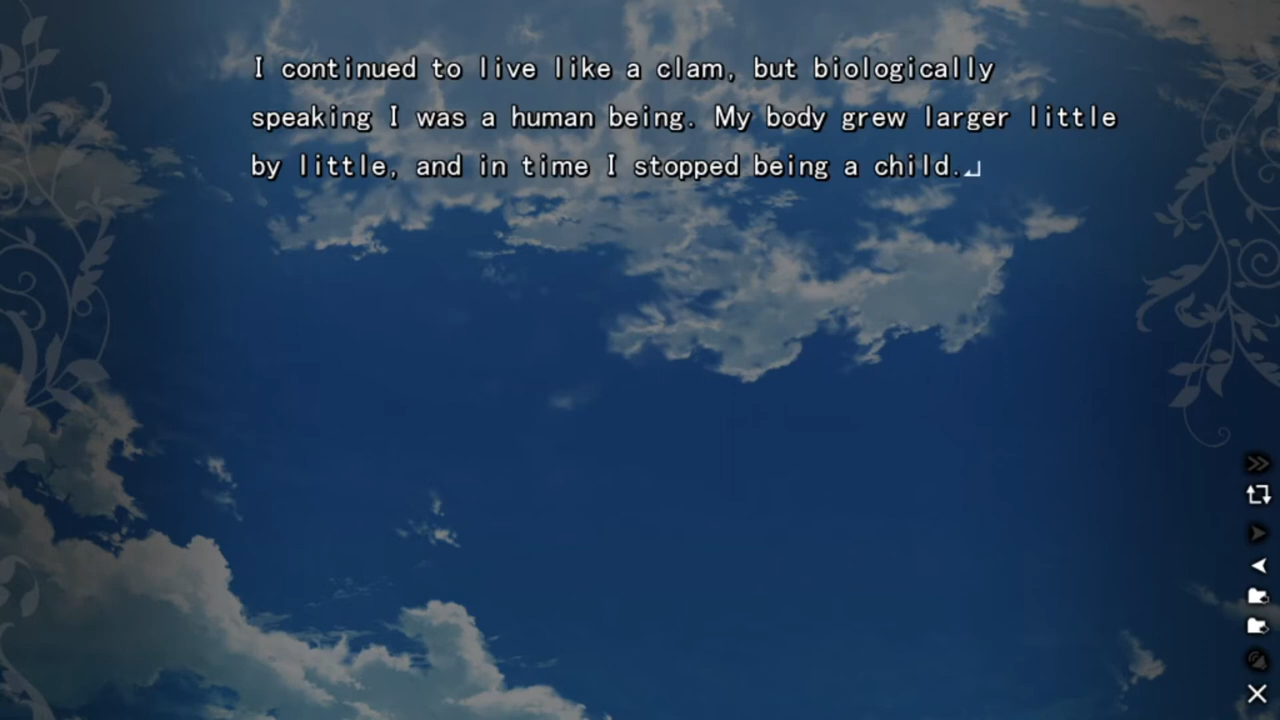 I continued to live like a clam, but biologically
speaking I was a human being. My body grew larger little
by little, and in time I stopped being a child.